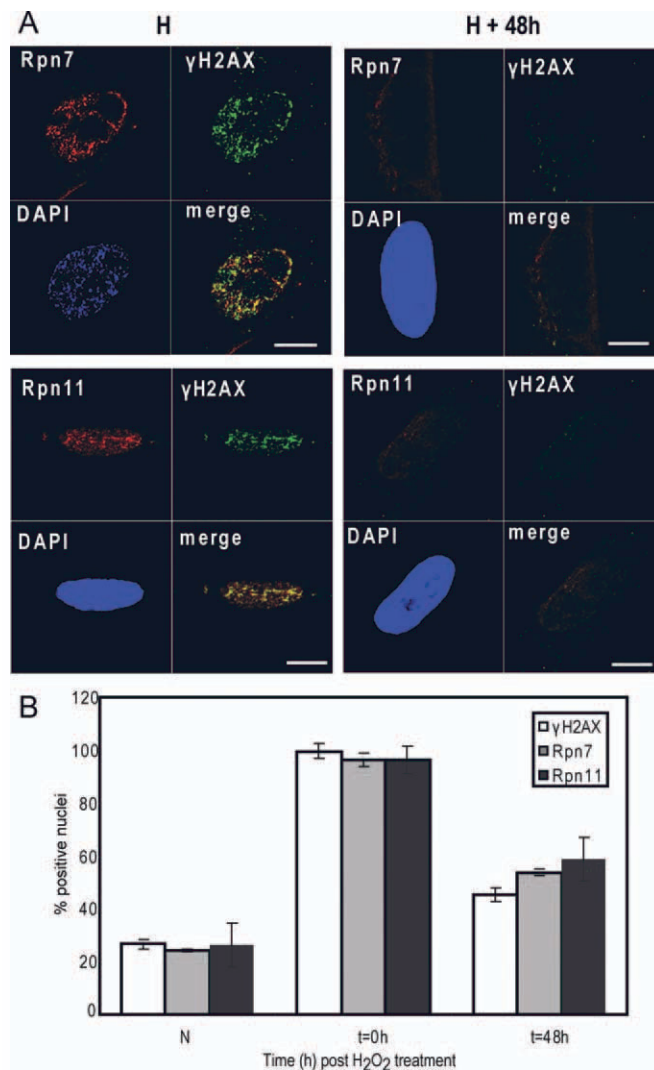 A
H
H + 48h
Rpn7
γH2AX
Rpn7
γH2AX
DAPI
merge
DAPI
merge
Rpn11
γH2AX
Rpn11
γH2AX
DAPI
merge
DAPI
merge
B
120
100
80
60
40
20
0
% positive nuclei
γH2AX
Rpn7
Rpn11
N
t=0h
t=48h
Time (h) post H₂O₂ treatment